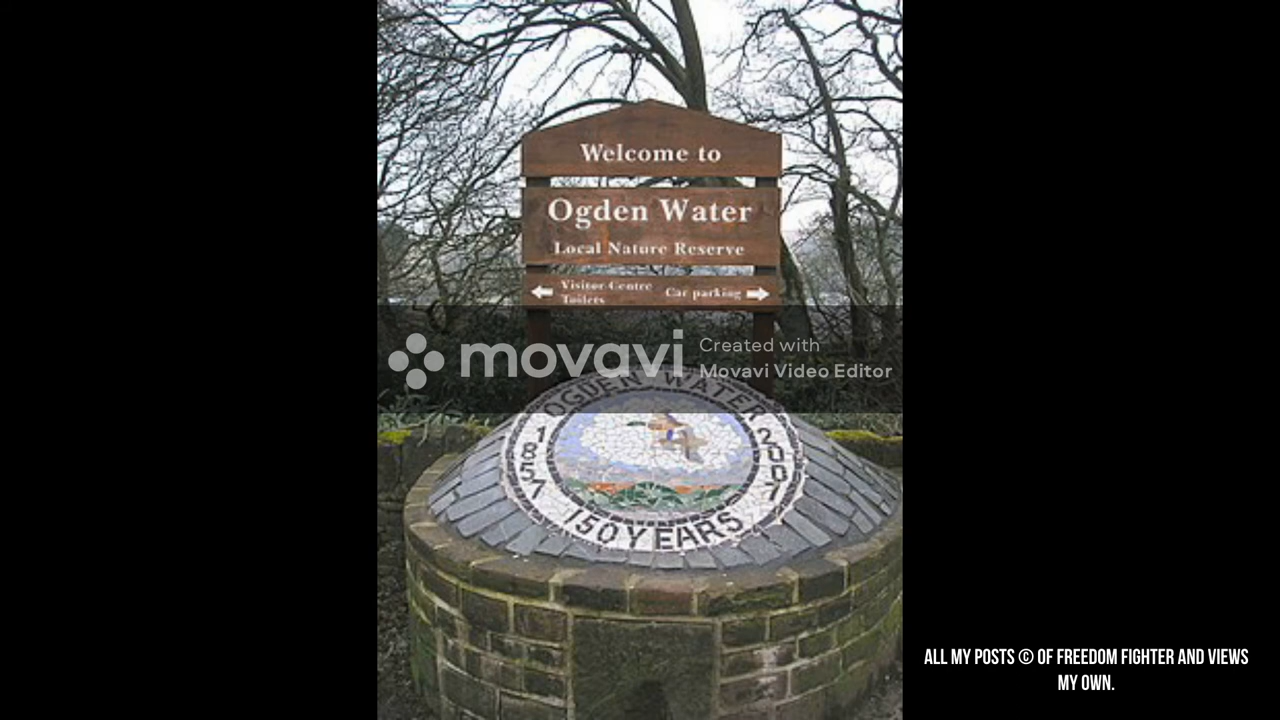 Welcome to
Ogden Water
Local Nature Reserve
Visitor Centre
Toilets
Car parking
movavi
Created with
Movavi Video Editor
OGDEN WATER
1857
2007
150 YEARS
ALL MY POSTS © OF FREEDOM FIGHTER AND VIEWS
MY OWN.